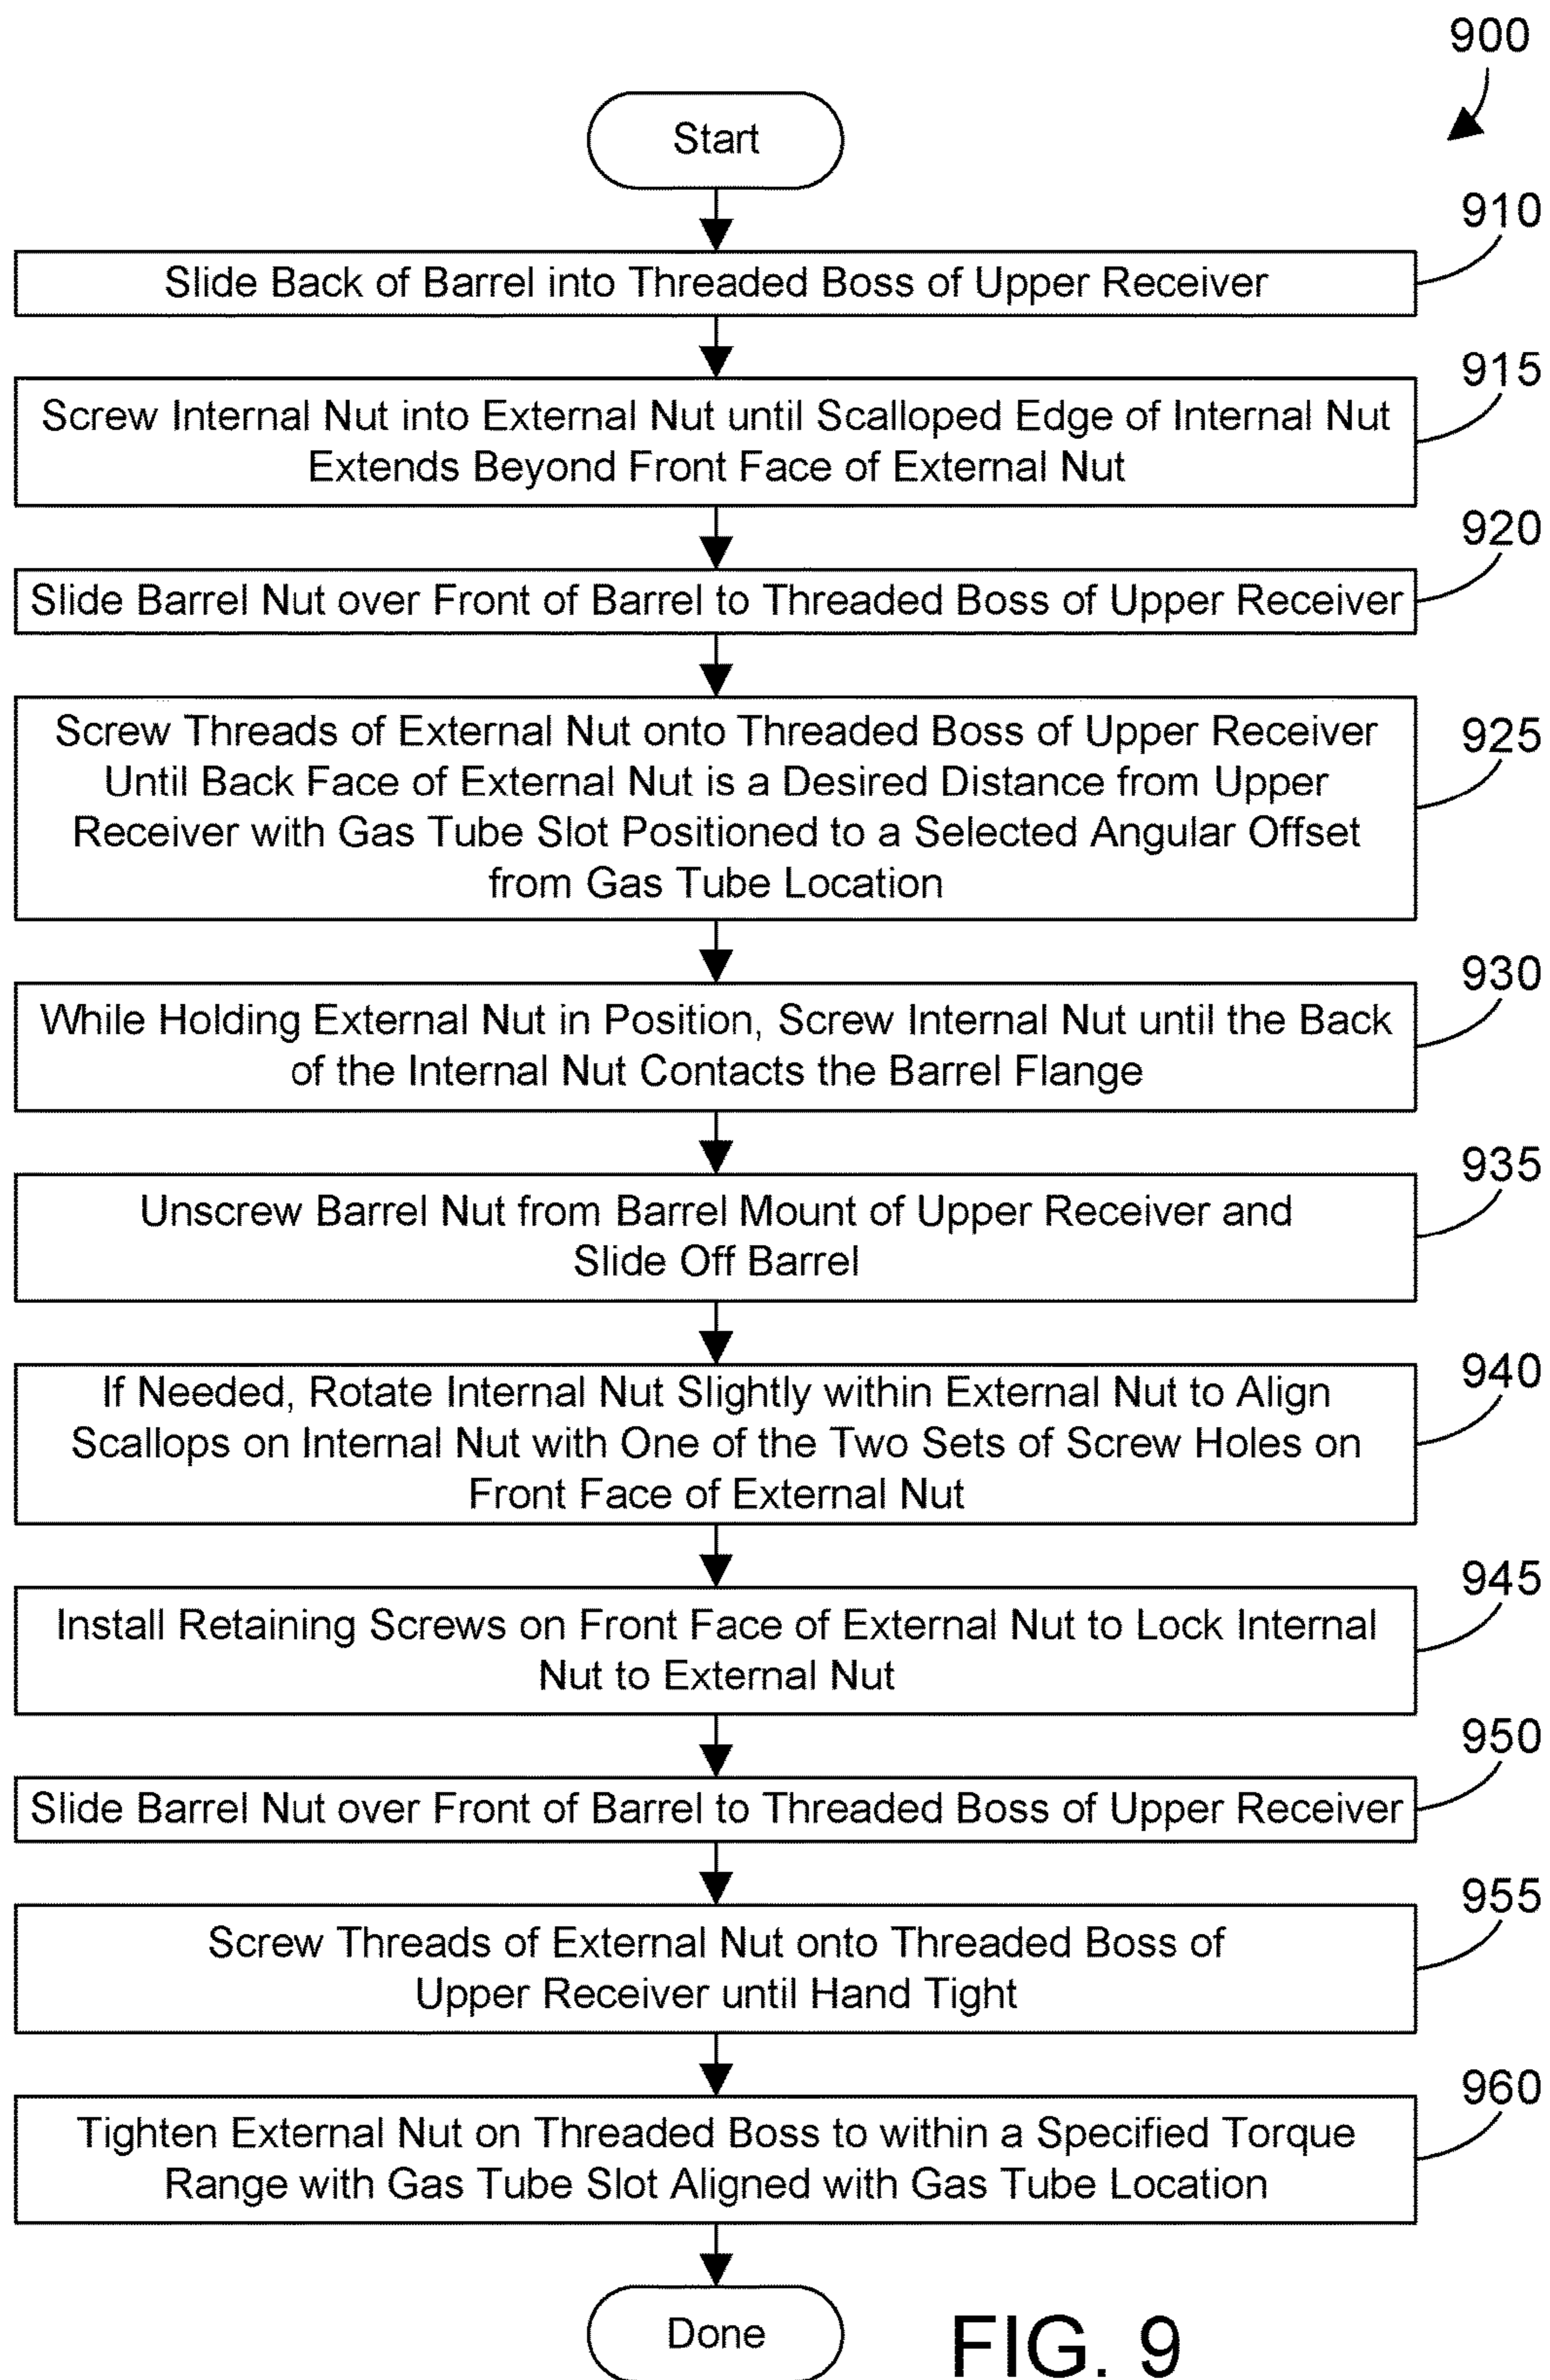 900
Start
910
Slide Back of Barrel into Threaded Boss of Upper Receiver
915
Screw Internal Nut into External Nut until Scalloped Edge of Internal Nut
Extends Beyond Front Face of External Nut
920
Slide Barrel Nut over Front of Barrel to Threaded Boss of Upper Receiver
925
Screw Threads of External Nut onto Threaded Boss of Upper Receiver
Until Back Face of External Nut is a Desired Distance from Upper
Receiver with Gas Tube Slot Positioned to a Selected Angular Offset
from Gas Tube Location
930
While Holding External Nut in Position, Screw Internal Nut until the Back
of the Internal Nut Contacts the Barrel Flange
935
Unscrew Barrel Nut from Barrel Mount of Upper Receiver and
Slide Off Barrel
940
If Needed, Rotate Internal Nut Slightly within External Nut to Align
Scallops on Internal Nut with One of the Two Sets of Screw Holes on
Front Face of External Nut
945
Install Retaining Screws on Front Face of External Nut to Lock Internal
Nut to External Nut
950
Slide Barrel Nut over Front of Barrel to Threaded Boss of Upper Receiver
955
Screw Threads of External Nut onto Threaded Boss of
Upper Receiver until Hand Tight
960
Tighten External Nut on Threaded Boss to within a Specified Torque
Range with Gas Tube Slot Aligned with Gas Tube Location
Done
FIG. 9